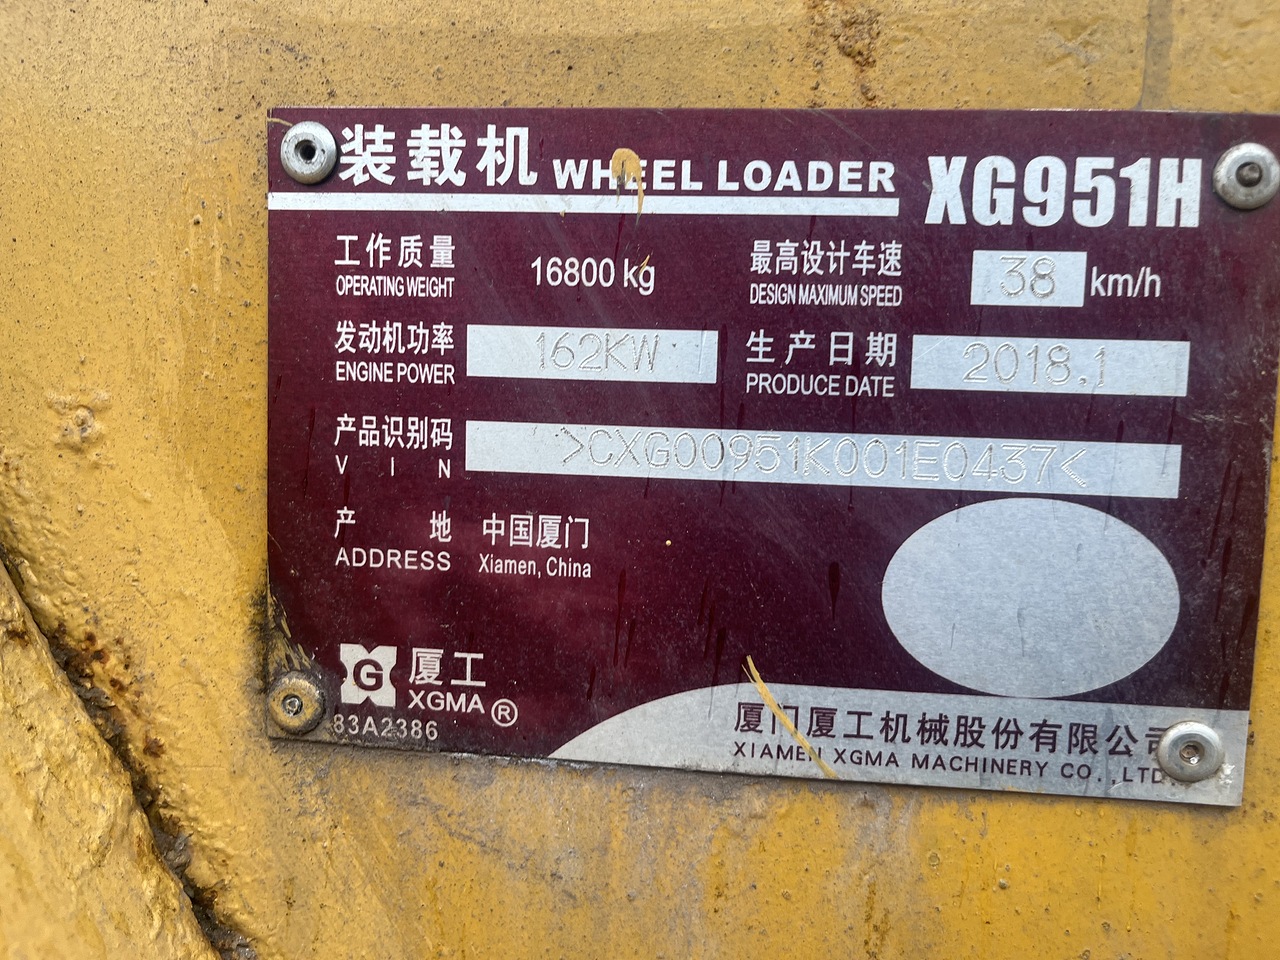 装载机 WHEEL LOADER XG951H
工作质量 16800 kg 最高设计车速 38 km/h
OPERATING WEIGHT DESIGN MAXIMUM SPEED
发动机功率 162KW 生产日期 2018.1
ENGINE POWER PRODUCE DATE
产品识别码 >CXG00951K001E0437<
VIN
产地 中国厦门
ADDRESS Xiamen, China
G 厦工
XGMA ®
83A2386
厦门厦工机械股份有限公司
XIAMEN XGMA MACHINERY CO.,LTD.